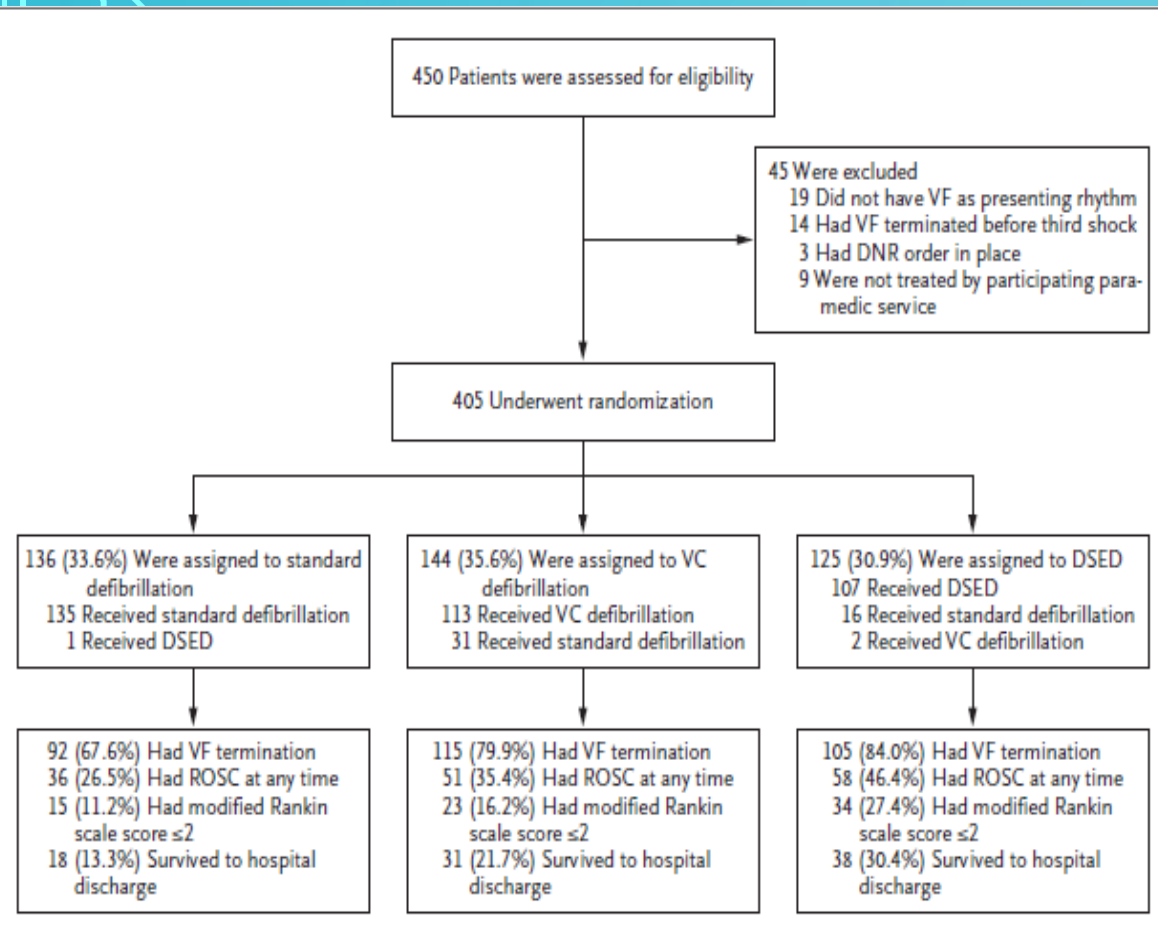 450 Patients were assessed for eligibility
45 Were excluded
19 Did not have VF as presenting rhythm
14 Had VF terminated before third shock
3 Had DNR order in place
9 Were not treated by participating para-
medic service
405 Underwent randomization
136 (33.6%) Were assigned to standard
defibrillation
135 Received standard defibrillation
1 Received DSED
144 (35.6%) Were assigned to VC
defibrillation
113 Received VC defibrillation
31 Received standard defibrillation
125 (30.9%) Were assigned to DSED
107 Received DSED
16 Received standard defibrillation
2 Received VC defibrillation
92 (67.6%) Had VF termination
36 (26.5%) Had ROSC at any time
15 (11.2%) Had modified Rankin
scale score ≤2
18 (13.3%) Survived to hospital
discharge
115 (79.9%) Had VF termination
51 (35.4%) Had ROSC at any time
23 (16.2%) Had modified Rankin
scale score ≤2
31 (21.7%) Survived to hospital
discharge
105 (84.0%) Had VF termination
58 (46.4%) Had ROSC at any time
34 (27.4%) Had modified Rankin
scale score ≤2
38 (30.4%) Survived to hospital
discharge